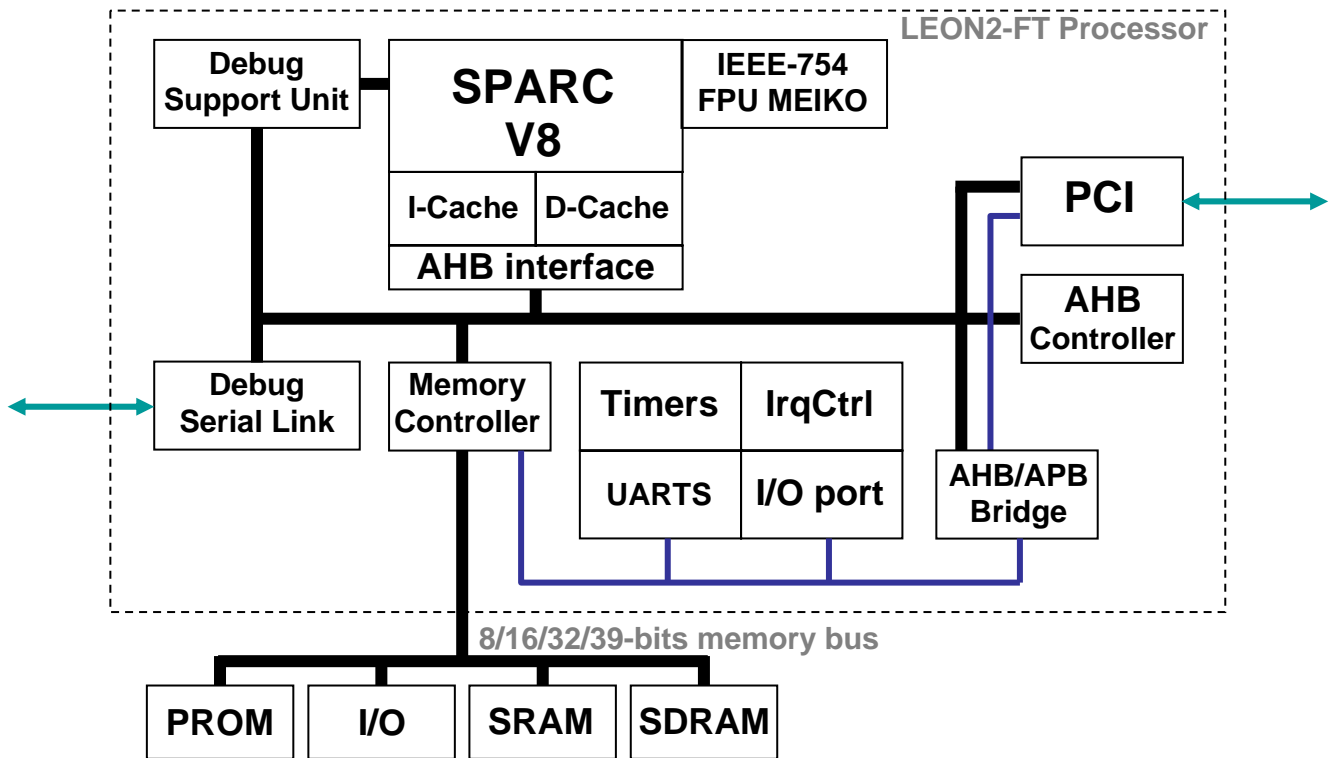 LEON2-FT Processor
Debug
Support Unit
SPARC
V8
IEEE-754
FPU MEIKO
I-Cache
D-Cache
AHB interface
PCI
AHB
Controller
Debug
Serial Link
Memory
Controller
Timers
IrqCtrl
UARTS
I/O port
AHB/APB
Bridge
8/16/32/39-bits memory bus
PROM
I/O
SRAM
SDRAM